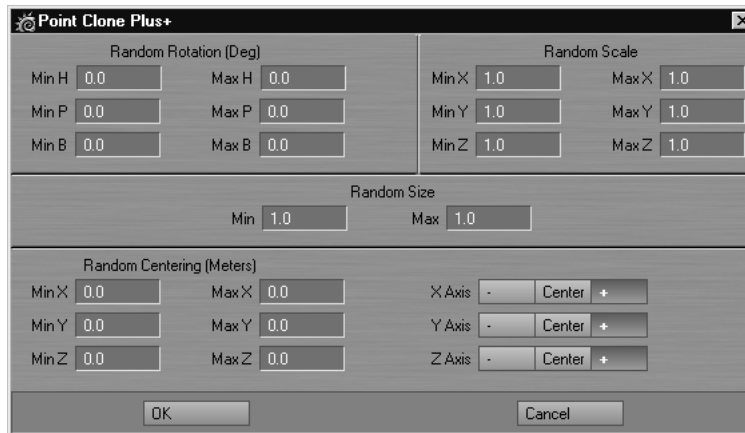 Point Clone Plus+
Random Rotation (Deg)
Min H 0.0 Max H 0.0
Min P 0.0 Max P 0.0
Min B 0.0 Max B 0.0
Random Scale
Min X 1.0 Max X 1.0
Min Y 1.0 Max Y 1.0
Min Z 1.0 Max Z 1.0
Random Size
Min 1.0 Max 1.0
Random Centering (Meters)
Min X 0.0 Max X 0.0
Min Y 0.0 Max Y 0.0
Min Z 0.0 Max Z 0.0
X Axis - Center +
Y Axis - Center +
Z Axis - Center +
OK Cancel